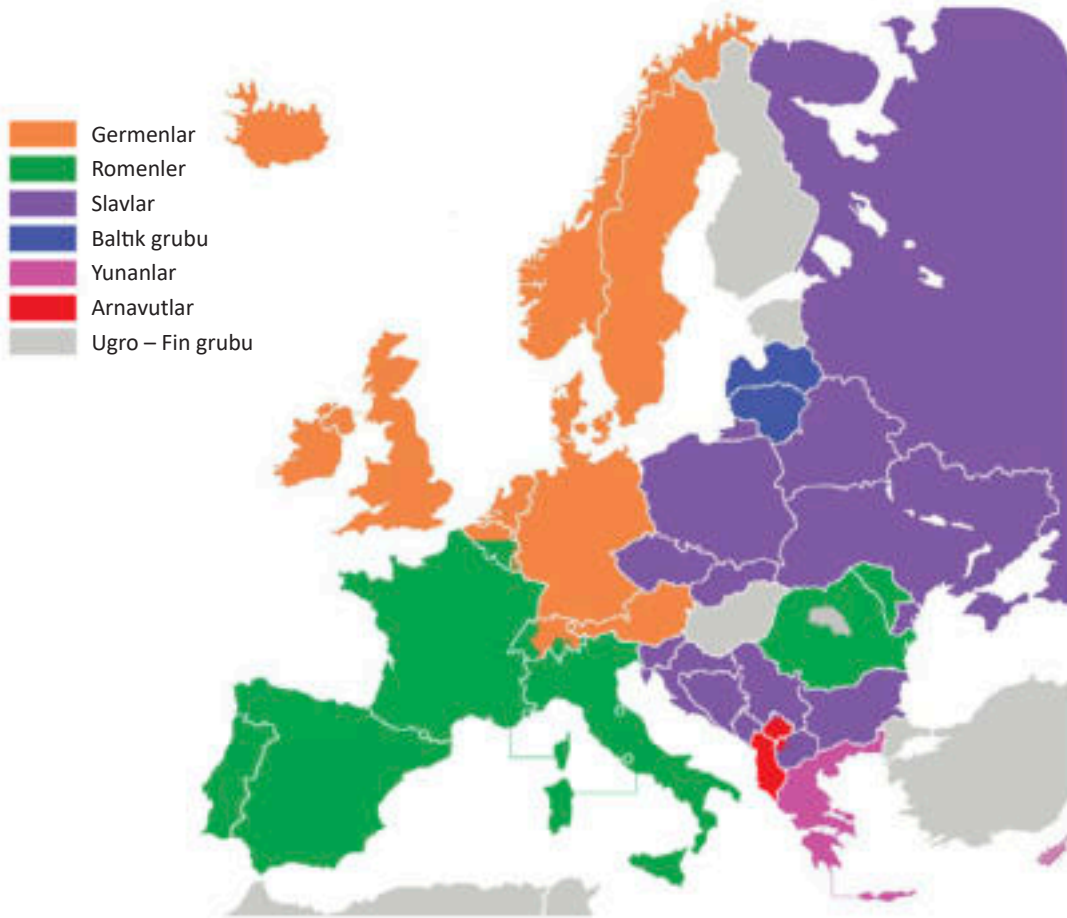 Germenlar
Romenler
Slavlar
Baltık grubu
Yunanlar
Arnavutlar
Ugro – Fin grubu